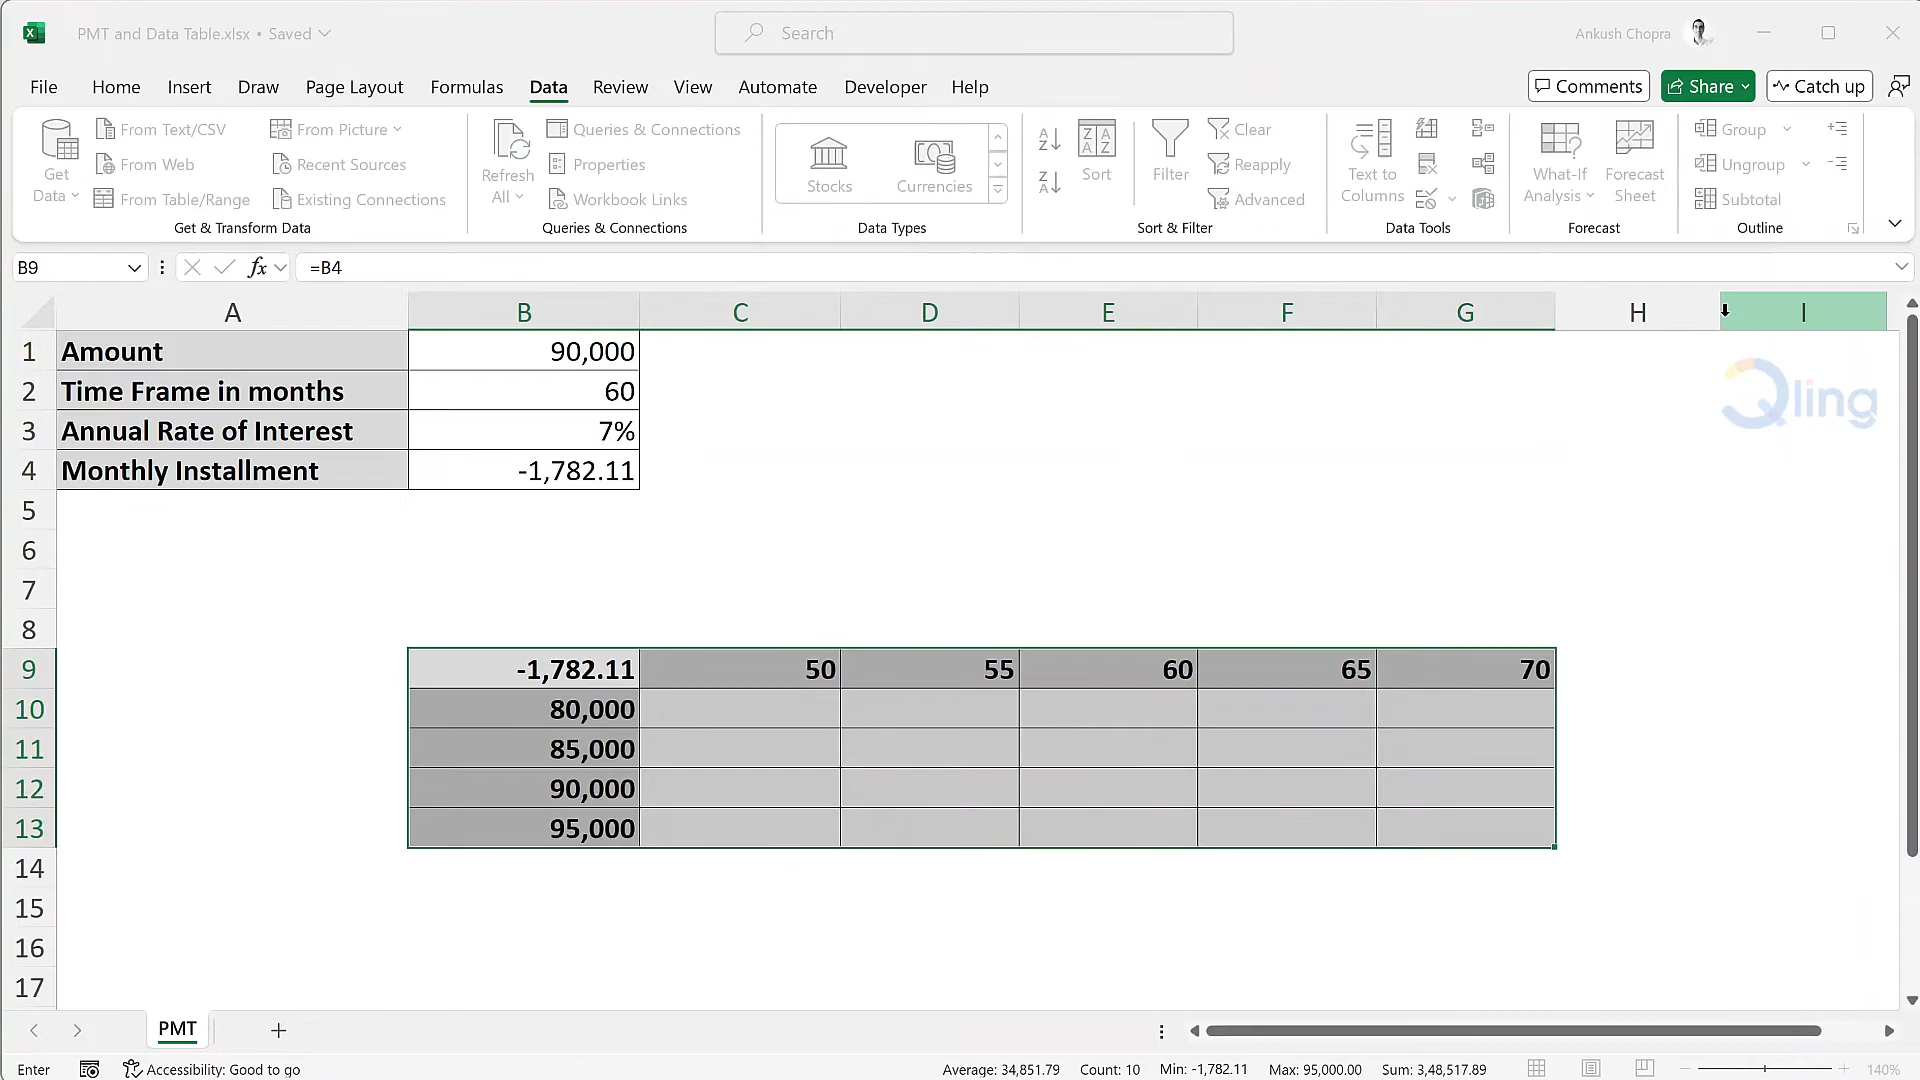 PMT and Data Table.xlsx • Saved
Search
Ankush Chopra
File Home Insert Draw Page Layout Formulas Data Review View Automate Developer Help
Comments Share Catch up
Get Data
From Text/CSV
From Web
From Table/Range
From Picture
Recent Sources
Existing Connections
Get & Transform Data
Refresh All
Queries & Connections
Properties
Workbook Links
Queries & Connections
Stocks Currencies
Data Types
Sort
Filter
Clear
Reapply
Advanced
Sort & Filter
Text to Columns
Data Tools
What-If Analysis
Forecast Sheet
Forecast
Group
Ungroup
Subtotal
Outline
B9 fx =B4
A B C D E F G H I
1 Amount 90,000
2 Time Frame in months 60
3 Annual Rate of Interest 7%
4 Monthly Installment -1,782.11
Qling
5
6
7
8
9 -1,782.11 50 55 60 65 70
10 80,000
11 85,000
12 90,000
13 95,000
14
15
16
17
PMT
Enter Accessibility: Good to go Average: 34,851.79 Count: 10 Min: -1,782.11 Max: 95,000.00 Sum: 3,48,517.89 140%